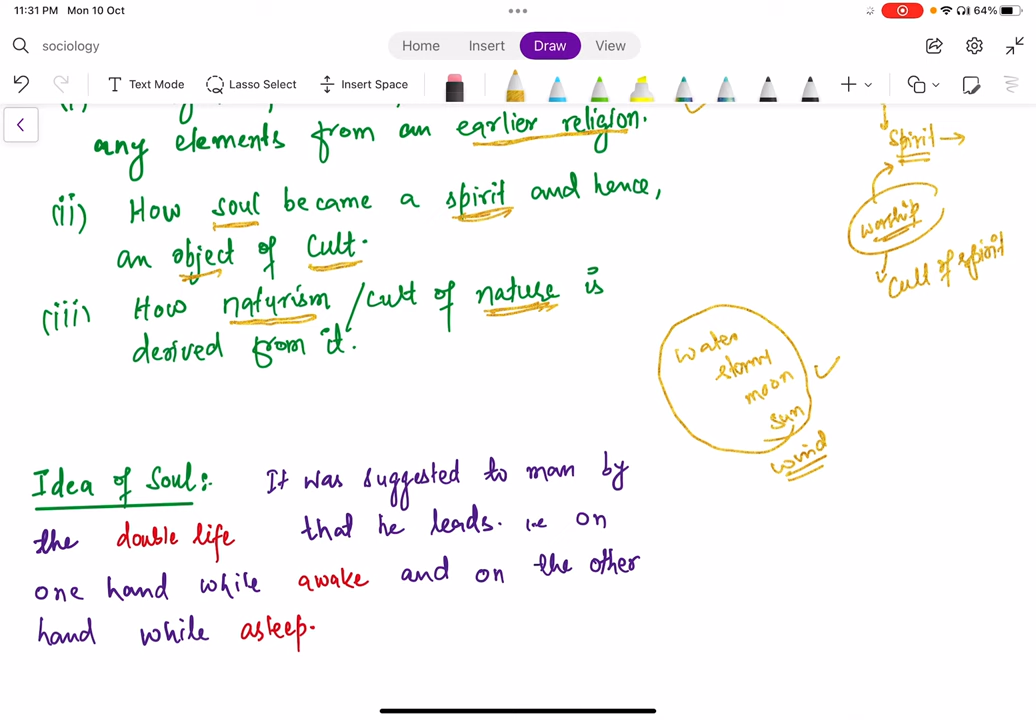 11:31 PM Mon 10 Oct
64%
sociology
Home Insert Draw View
Text Mode Lasso Select Insert Space
any elements from an earlier religion.
(ii) How soul became a spirit and hence,
an object of cult.
(iii) How naturism / cult of nature is
derived from it.
Spirit →
worship
Cult of spirit
water
storm
moon
sun
wind
Idea of Soul:. It was suggested to man by
the double life that he leads. i.e on
one hand while awake and on the other
hand while asleep.